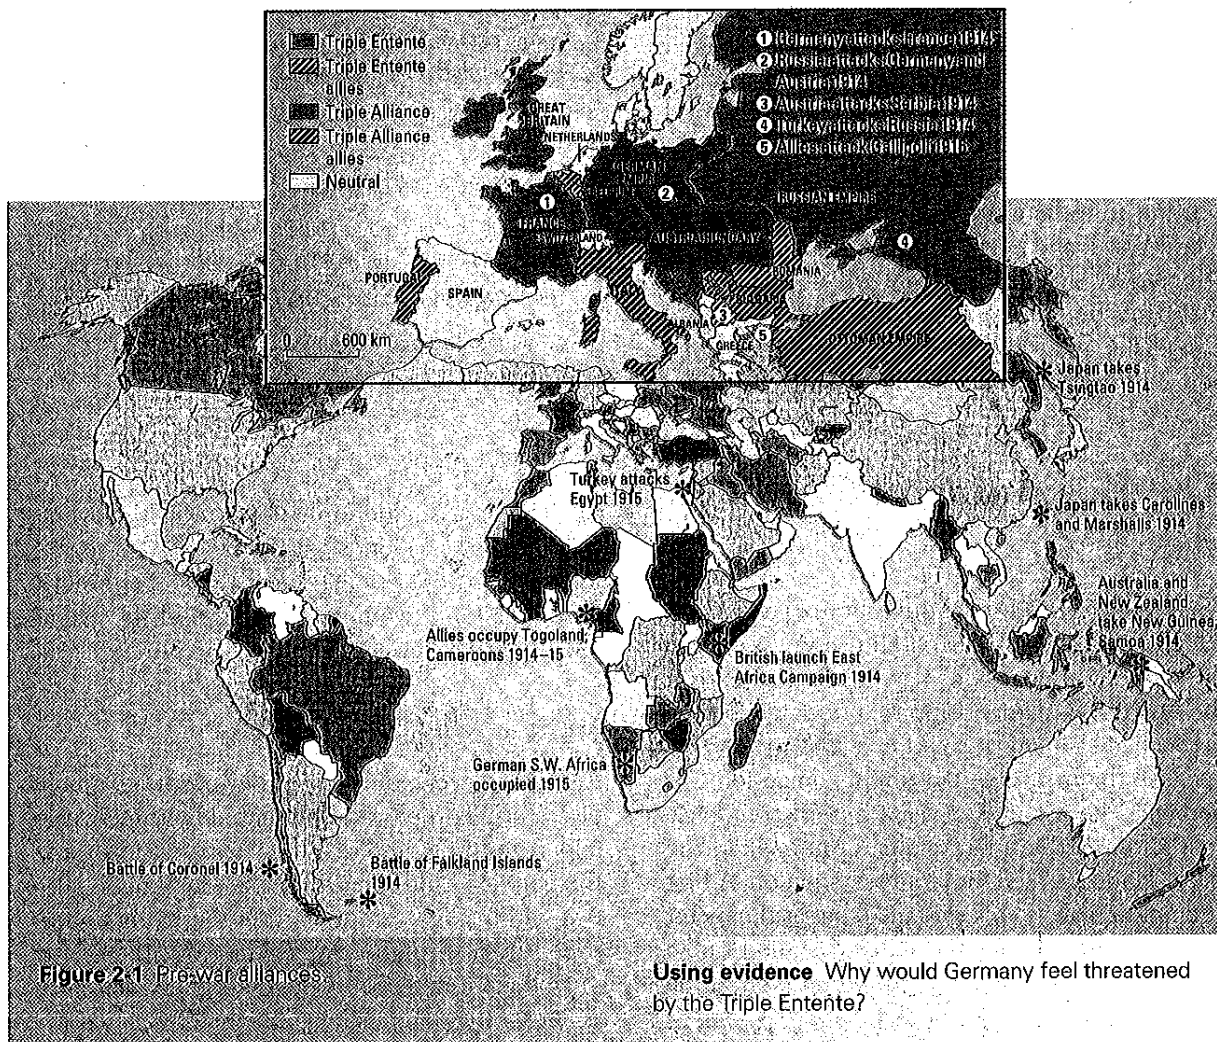 Triple Entente
Triple Entente
allies
Triple Alliance
Triple Alliance
allies
Neutral
① Germany attacks France 1914
② Russia attacks Germany and
Austria 1914
③ Austria attacks Serbia 1914
④ Turkey attacks Russia 1914
⑤ Allies attack Gallipoli 1915
GREAT
BRITAIN
NETHERLANDS
GERMAN
①
②
RUSSIAN EMPIRE
FRANCE
SWITZERLAND
AUSTRIA-HUNGARY
④
PORTUGAL
SPAIN
ROMANIA
BULGARIA
③
ALBANIA
GREECE
⑤
OTTOMAN EMPIRE
0 600 km
Japan takes
Tsingtao 1914
Turkey attacks
Egypt 1915
Japan takes Carolines
and Marshalls 1914
Australia and
New Zealand
take New Guinea,
Samoa 1914
Allies occupy Togoland,
Cameroons 1914–15
British launch East
Africa Campaign 1914
German S.W. Africa
occupied 1915
Battle of Coronel 1914
Battle of Falkland Islands
1914
Figure 2-1 Pre-war alliances.
Using evidence Why would Germany feel threatened
by the Triple Entente?